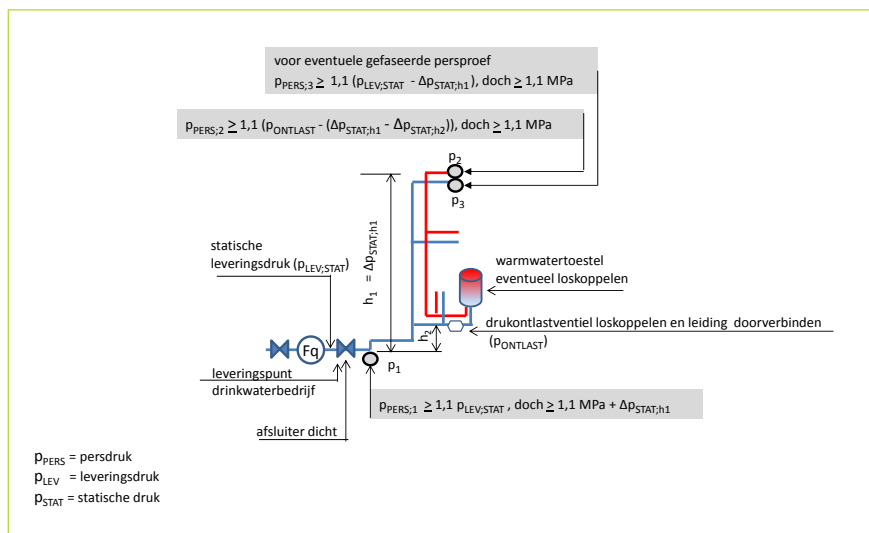 voor eventuele gefaseerde persproef
pPERS;3 ≥ 1,1 (pLEV;STAT - ΔpSTAT;h1), doch ≥ 1,1 MPa
pPERS;2 ≥ 1,1 (pONTLAST - (ΔpSTAT;h1 - ΔpSTAT;h2)), doch ≥ 1,1 MPa
p2
p3
h1 = ΔpSTAT;h1
statische
leveringsdruk (pLEV;STAT)
warmwatertoestel
eventueel loskoppelen
h2
drukontlastventiel loskoppelen en leiding doorverbinden
(pONTLAST)
Fq
p1
leveringspunt
drinkwaterbedrijf
pPERS;1 ≥ 1,1 pLEV;STAT , doch ≥ 1,1 MPa + ΔpSTAT;h1
afsluiter dicht
pPERS = persdruk
pLEV = leveringsdruk
pSTAT = statische druk